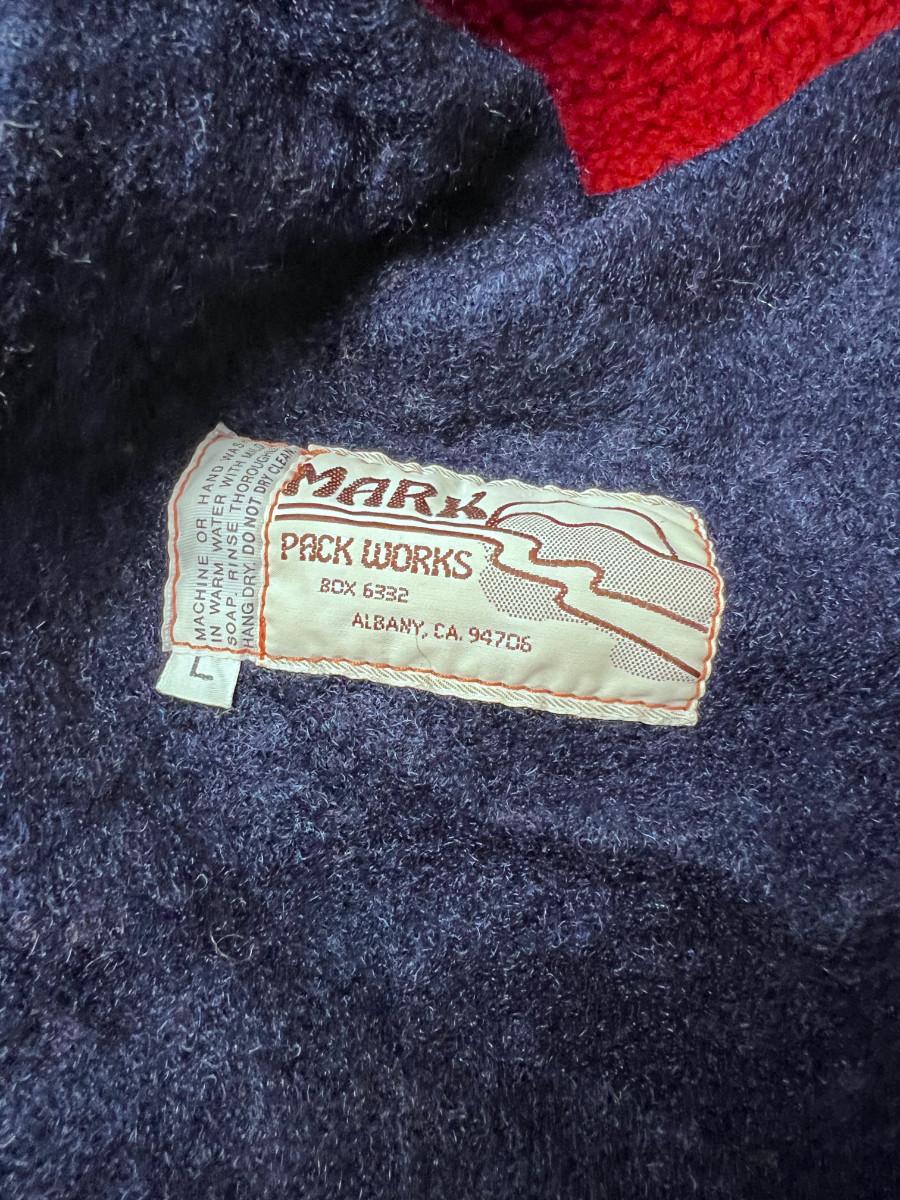 MARK
PACK WORKS
BOX 6332
ALBANY, CA. 94706
MACHINE OR HAND WAS
IN WARM WATER WITH MILD
SOAP. RINSE THOROUGH
HANG DRY. DO NOT DRY CLEAN
L